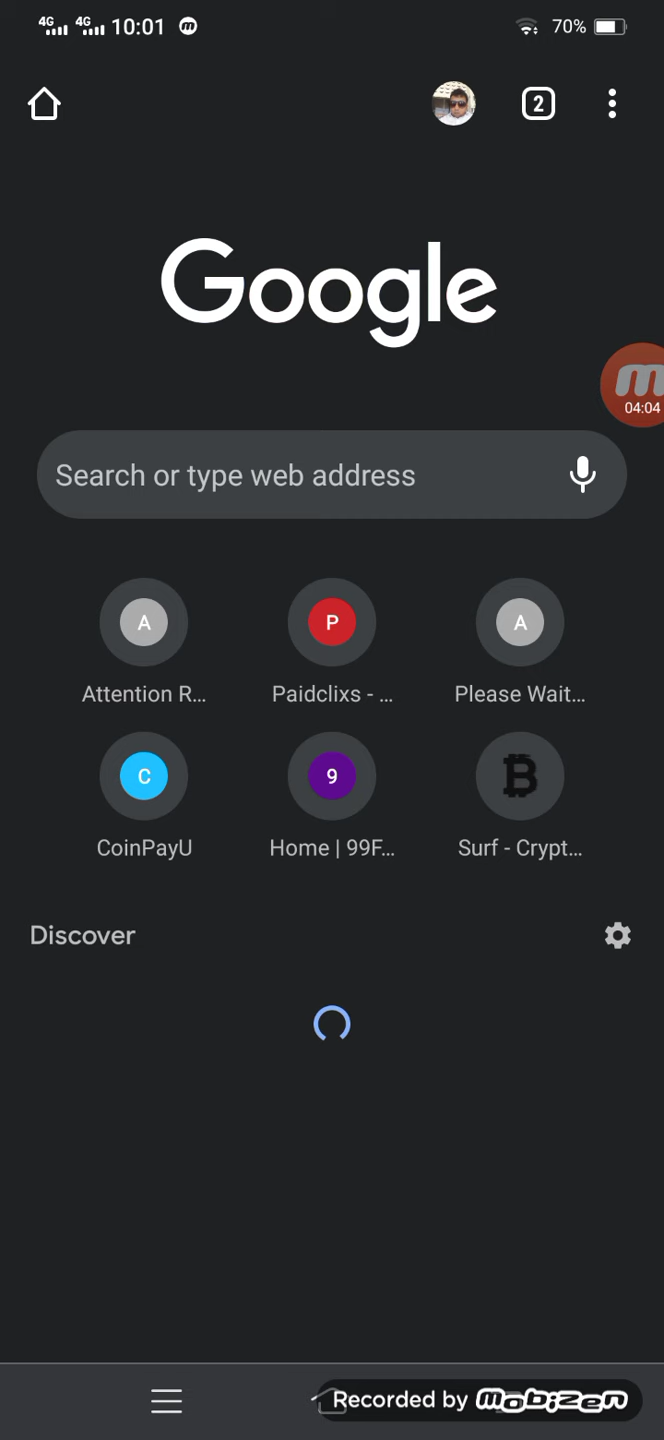 4G 4G 10:01 70%
2
Google
04:04
Search or type web address
A P A
Attention R... Paidclixs - ... Please Wait...
C 9
CoinPayU Home | 99F... Surf - Crypt...
Discover
Recorded by mobizen